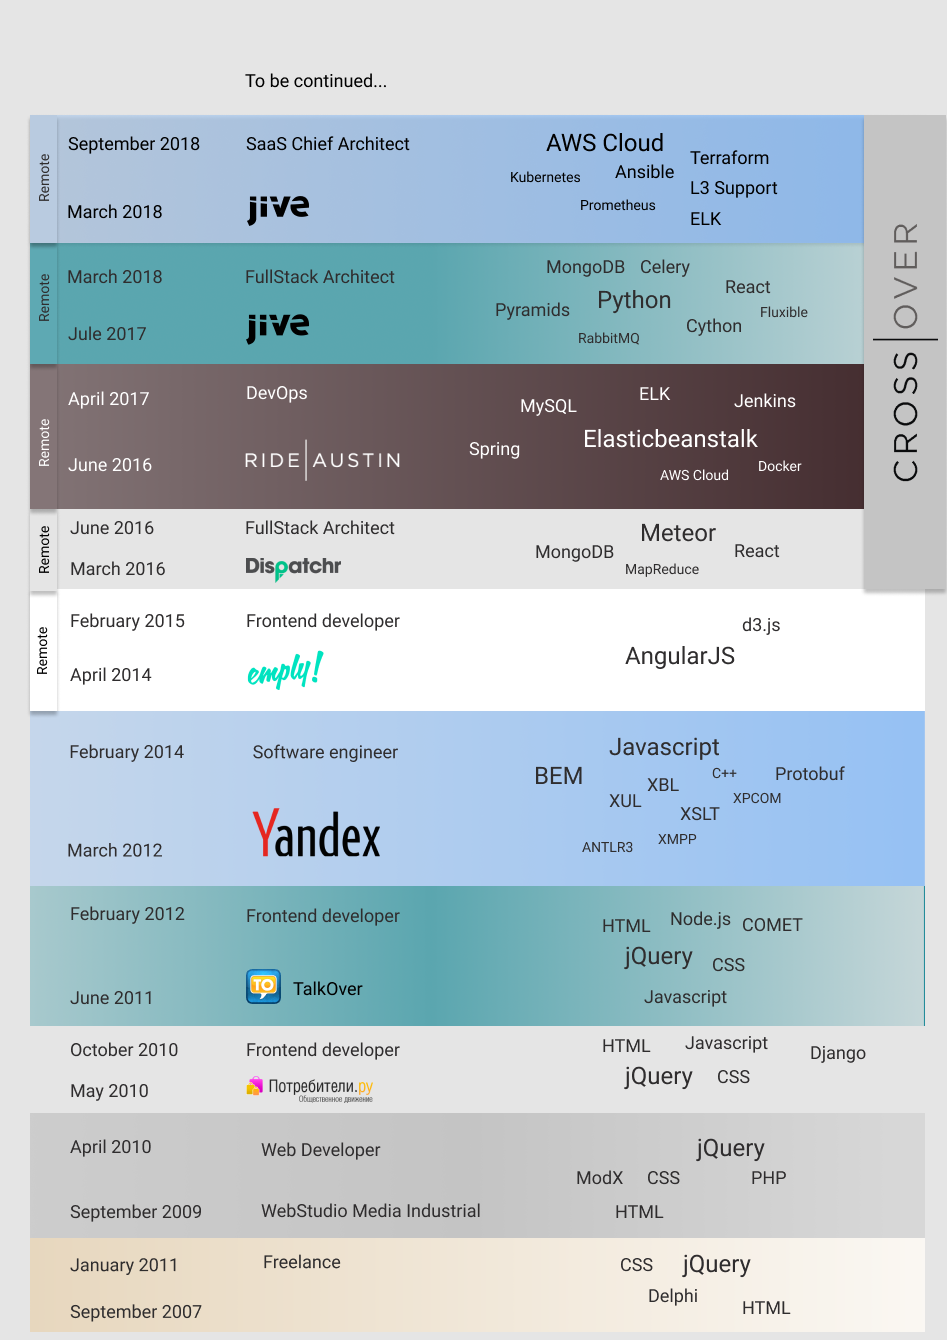 To be continued...
Remote
September 2018
March 2018
SaaS Chief Architect
jive
AWS Cloud
Terraform
Ansible
Kubernetes
L3 Support
Prometheus
ELK
Remote
March 2018
Jule 2017
FullStack Architect
jive
MongoDB Celery
React
Python
Pyramids
Fluxible
Cython
RabbitMQ
Remote
April 2017
June 2016
DevOps
RIDE|AUSTIN
ELK
MySQL
Jenkins
Elasticbeanstalk
Spring
AWS Cloud
Docker
CROSS|OVER
Remote
June 2016
March 2016
FullStack Architect
Dispatchr
Meteor
MongoDB
React
MapReduce
Remote
February 2015
April 2014
Frontend developer
emply!
d3.js
AngularJS
February 2014
March 2012
Software engineer
Yandex
Javascript
BEM
C++
Protobuf
XBL
XUL
XPCOM
XSLT
XMPP
ANTLR3
February 2012
June 2011
Frontend developer
TO
TalkOver
HTML
Node.js
COMET
jQuery
CSS
Javascript
October 2010
May 2010
Frontend developer
Потребители.ру
Общественное движение
HTML
Javascript
Django
jQuery
CSS
April 2010
September 2009
Web Developer
WebStudio Media Industrial
jQuery
ModX
CSS
PHP
HTML
January 2011
September 2007
Freelance
CSS
jQuery
Delphi
HTML